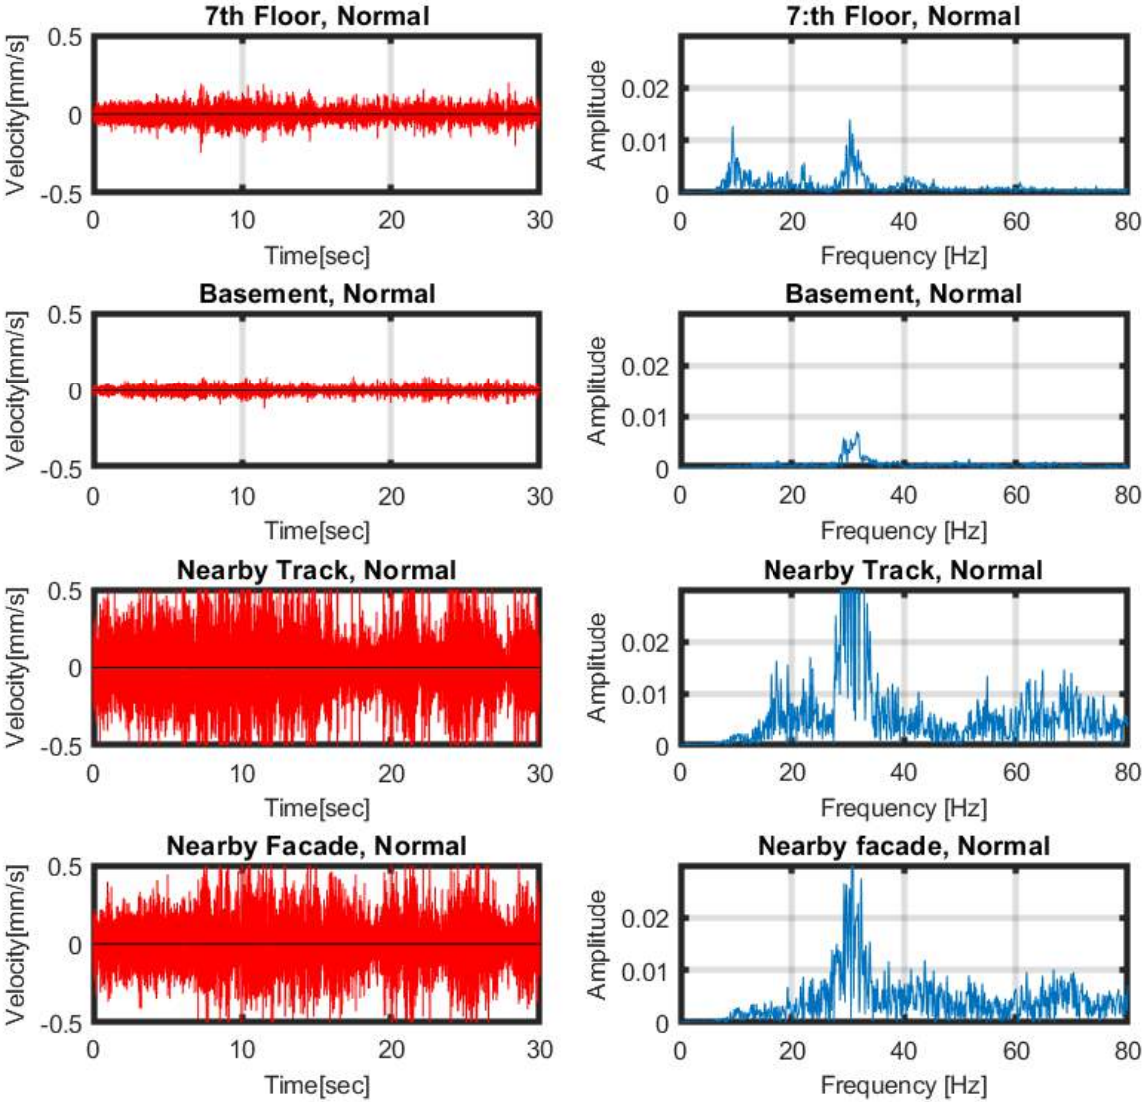 7th Floor, Normal
0.5
0
-0.5
Velocity[mm/s]
0 10 20 30
Time[sec]
7:th Floor, Normal
0.02
0.01
0
Amplitude
0 20 40 60 80
Frequency [Hz]
Basement, Normal
0.5
0
-0.5
Velocity[mm/s]
0 10 20 30
Time[sec]
Basement, Normal
0.02
0.01
0
Amplitude
0 20 40 60 80
Frequency [Hz]
Nearby Track, Normal
0.5
0
-0.5
Velocity[mm/s]
0 10 20 30
Time[sec]
Nearby Track, Normal
0.02
0.01
0
Amplitude
0 20 40 60 80
Frequency [Hz]
Nearby Facade, Normal
0.5
0
-0.5
Velocity[mm/s]
0 10 20 30
Time[sec]
Nearby facade, Normal
0.02
0.01
0
Amplitude
0 20 40 60 80
Frequency [Hz]